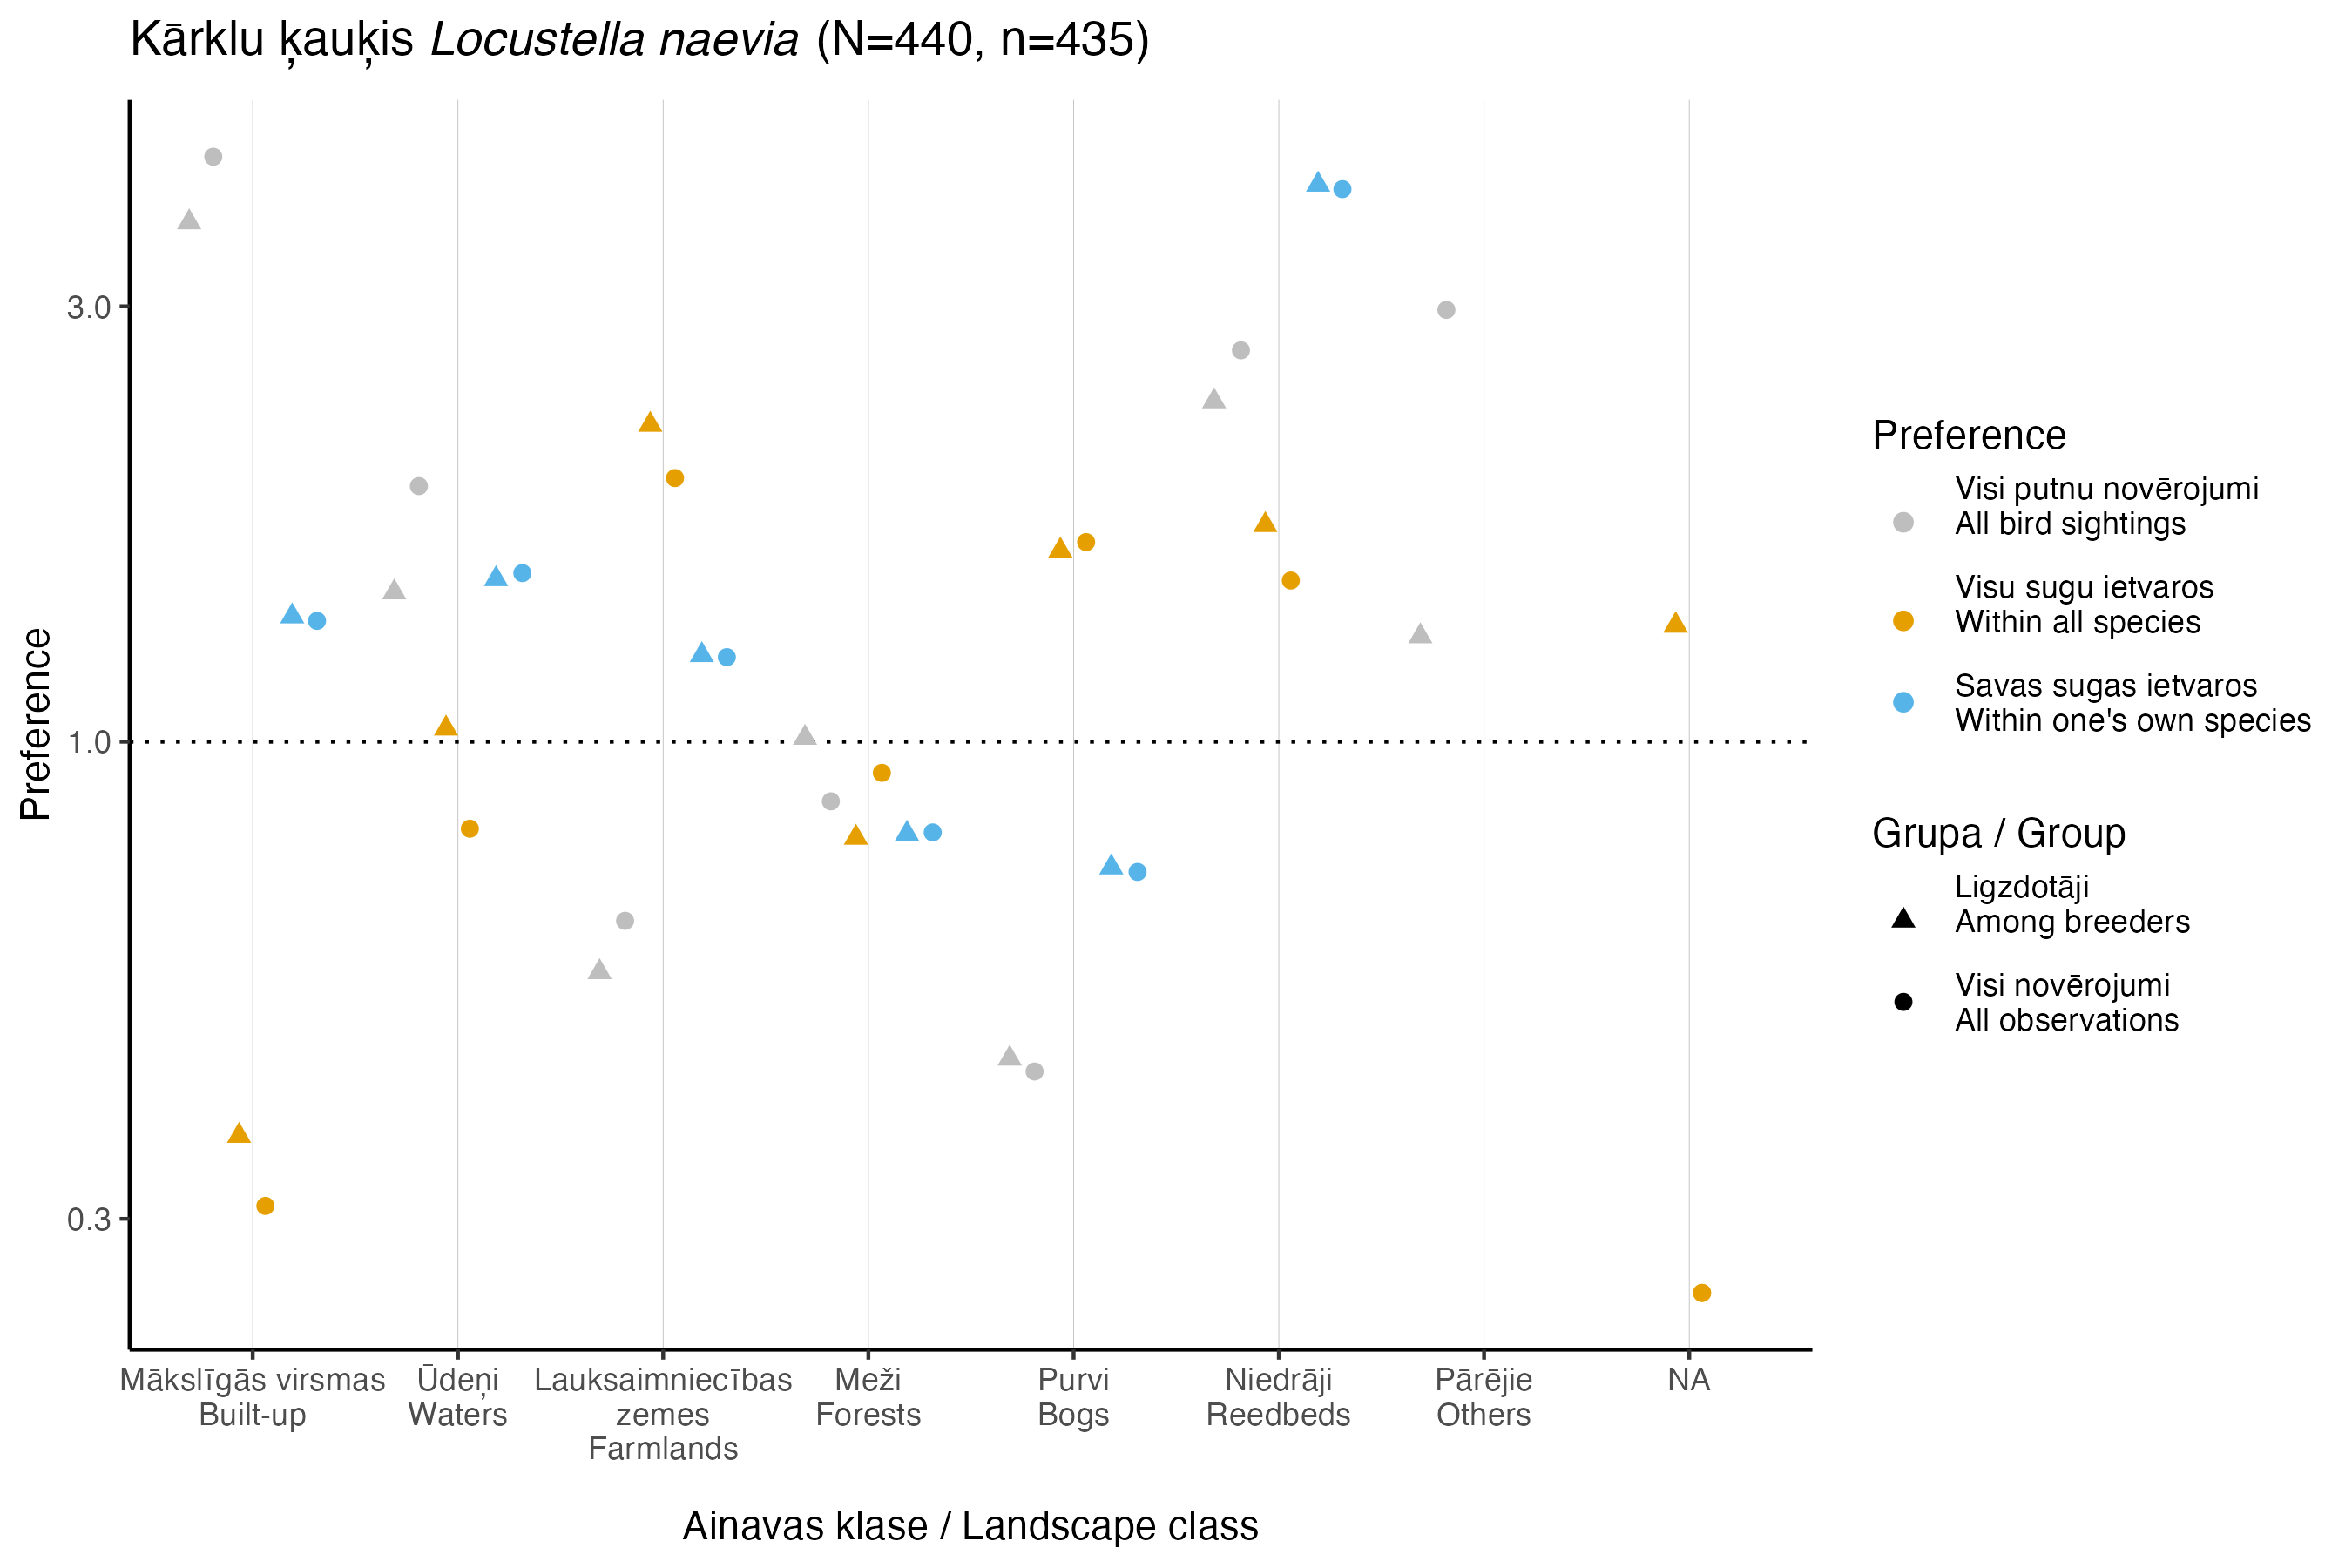 Kārklu ķauķis Locustella naevia (N=440, n=435)
Preference
3.0
1.0
0.3
Mākslīgās virsmas
Built-up
Ūdeņi
Waters
Lauksaimniecības
zemes
Farmlands
Meži
Forests
Purvi
Bogs
Niedrāji
Reedbeds
Pārējie
Others
NA
Ainavas klase / Landscape class
Preference
Visi putnu novērojumi
All bird sightings
Visu sugu ietvaros
Within all species
Savas sugas ietvaros
Within one's own species
Grupa / Group
Ligzdotāji
Among breeders
Visi novērojumi
All observations